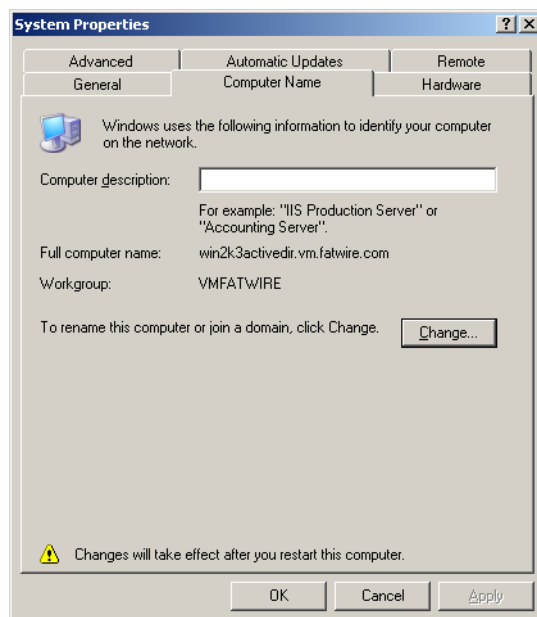 System Properties
Advanced Automatic Updates Remote
General Computer Name Hardware
Windows uses the following information to identify your computer
on the network.
Computer description:
For example: "IIS Production Server" or
"Accounting Server".
Full computer name: win2k3activedir.vm.fatwire.com
Workgroup: VMFATWIRE
To rename this computer or join a domain, click Change. Change...
Changes will take effect after you restart this computer.
OK Cancel Apply